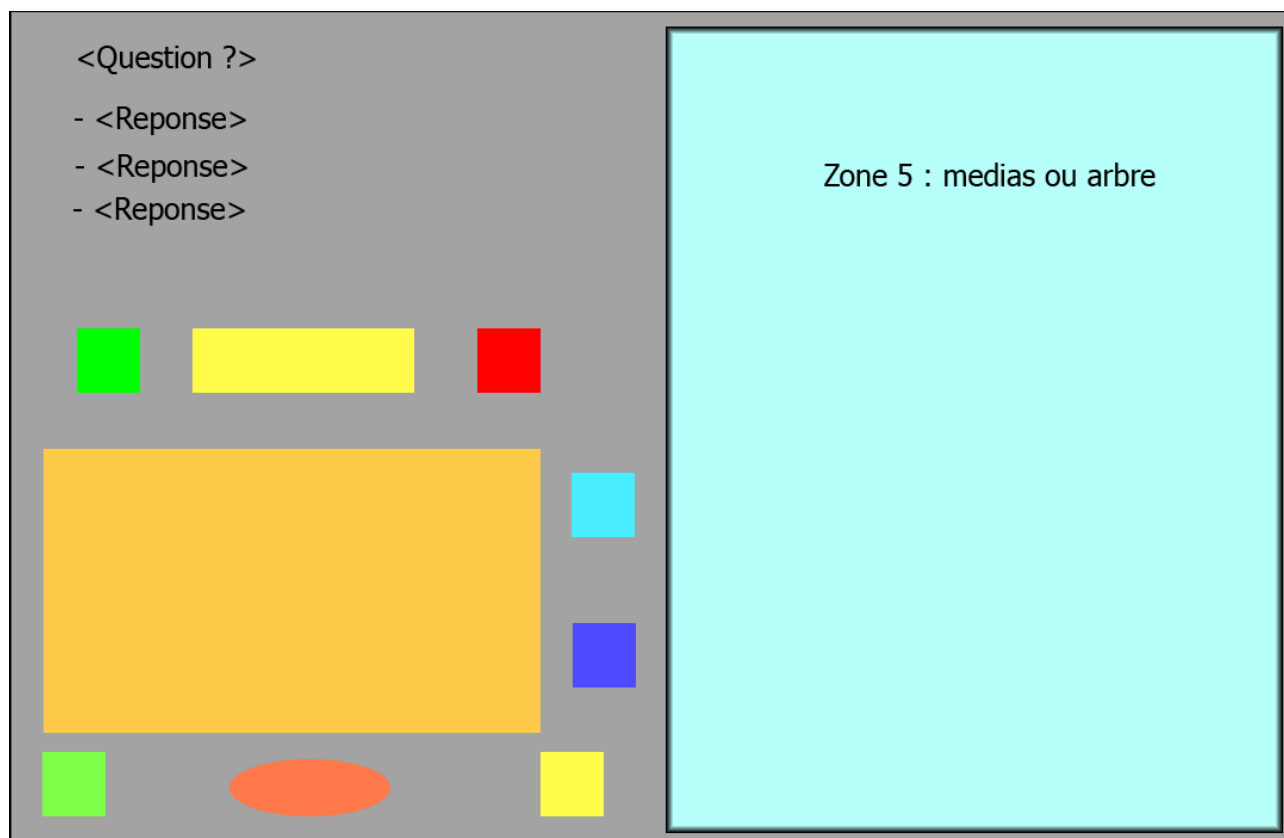 <Question ?>
- <Reponse>
- <Reponse>
- <Reponse>
Zone 5 : medias ou arbre